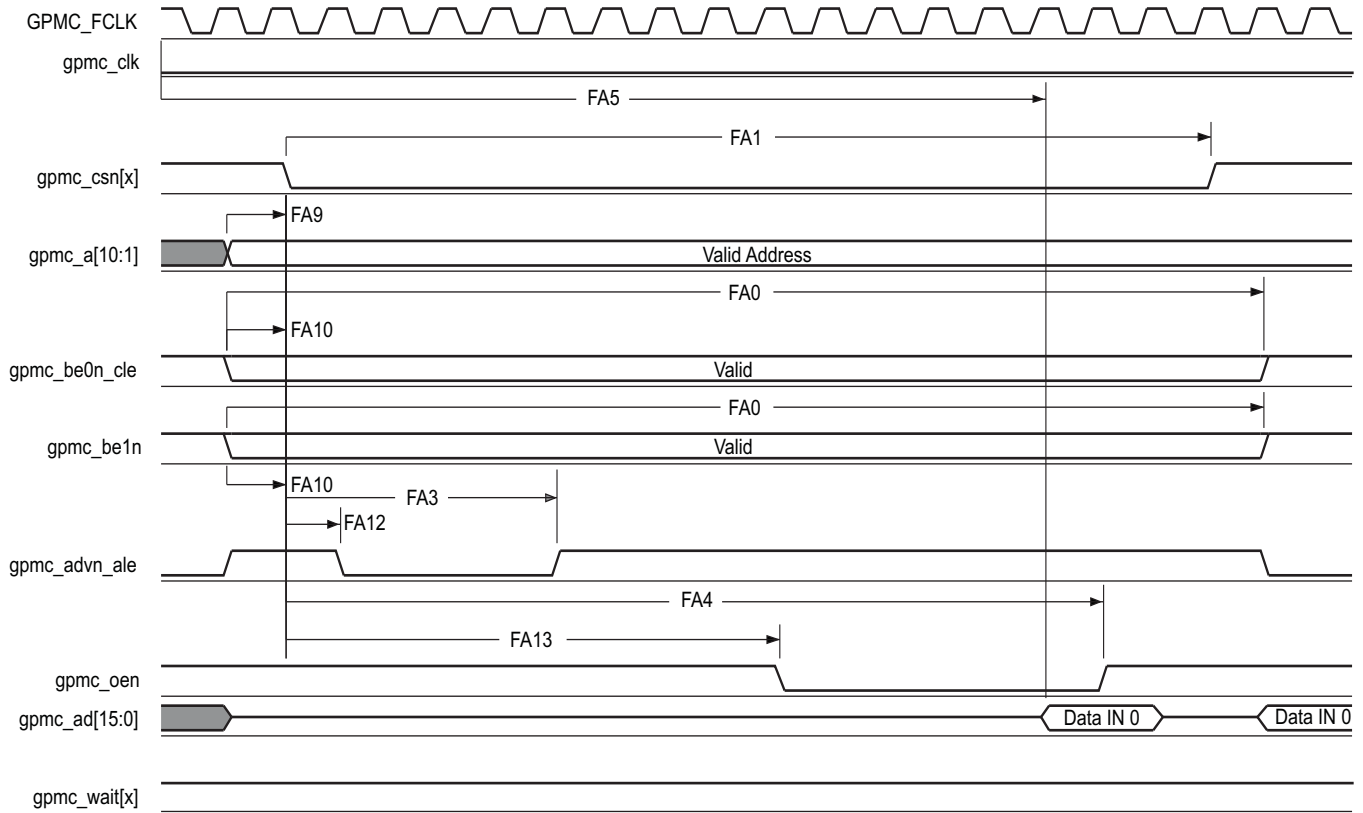 GPMC_FCLK
gpmc_clk
FA5
FA1
gpmc_csn[x]
FA9
gpmc_a[10:1]
Valid Address
FA0
FA10
gpmc_be0n_cle
Valid
FA0
gpmc_be1n
Valid
FA10
FA3
FA12
gpmc_advn_ale
FA4
FA13
gpmc_oen
gpmc_ad[15:0]
Data IN 0
Data IN 0
gpmc_wait[x]